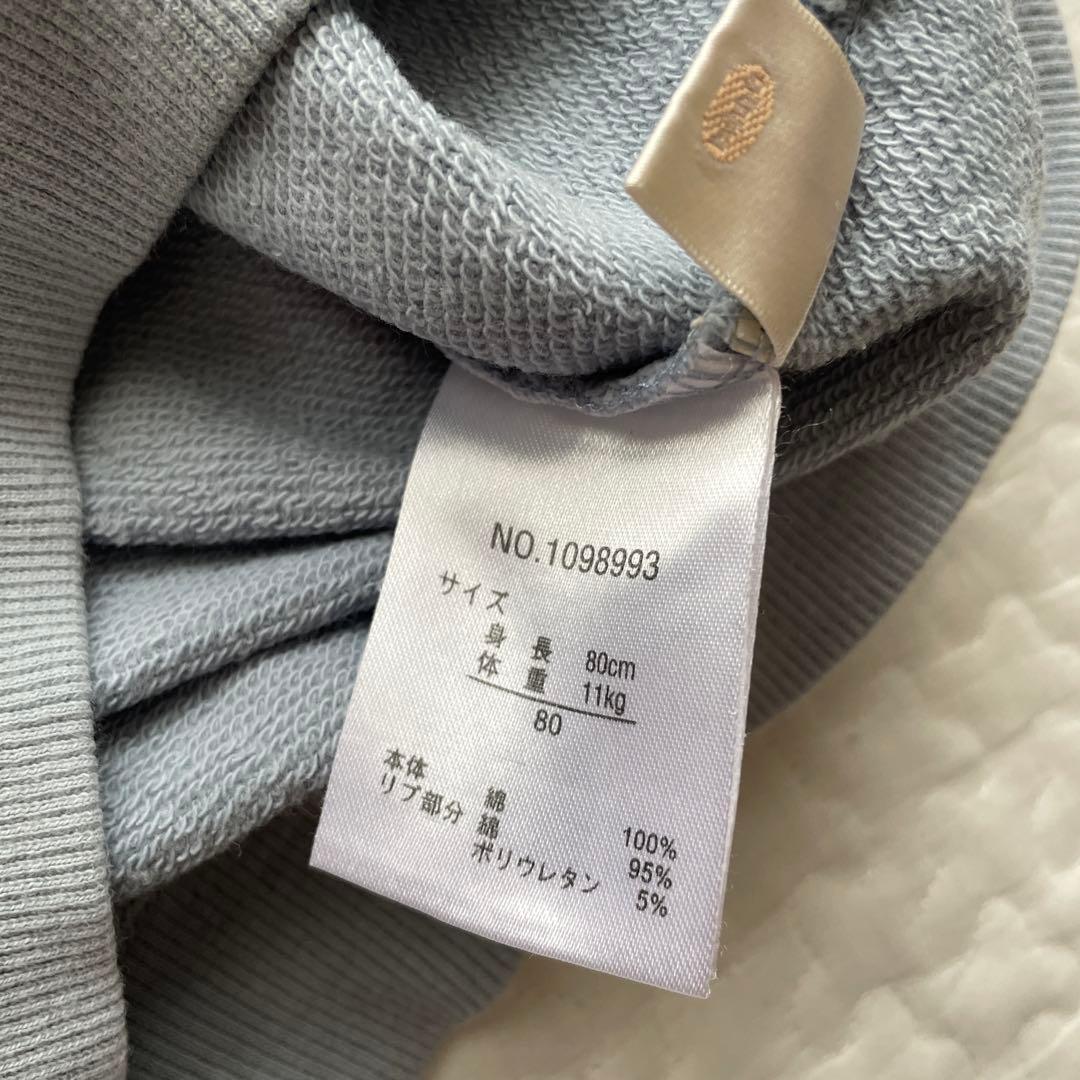 NO.1098993
サイズ
身長 80cm
体重 11kg
80
本体 綿 100%
リブ部分 綿 95%
ポリウレタン 5%